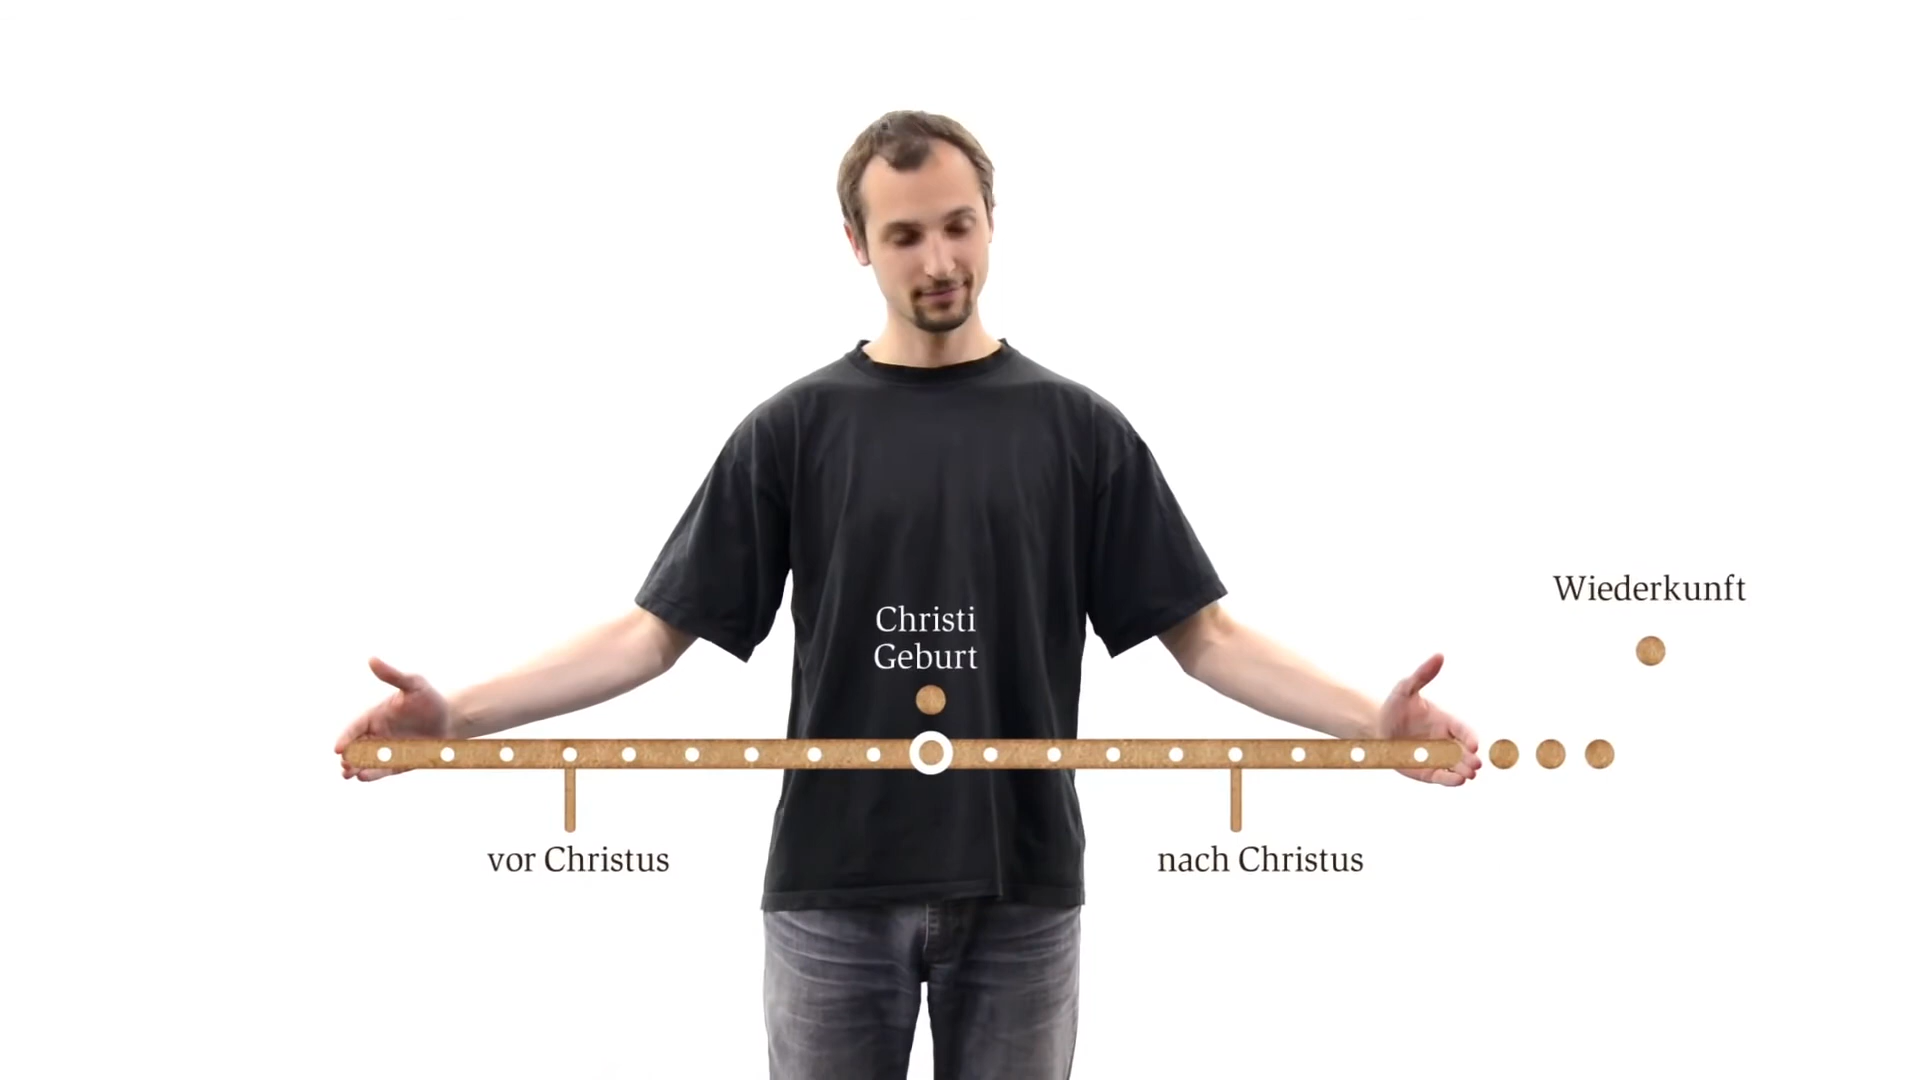 Christi
Geburt
Wiederkunft
vor Christus
nach Christus